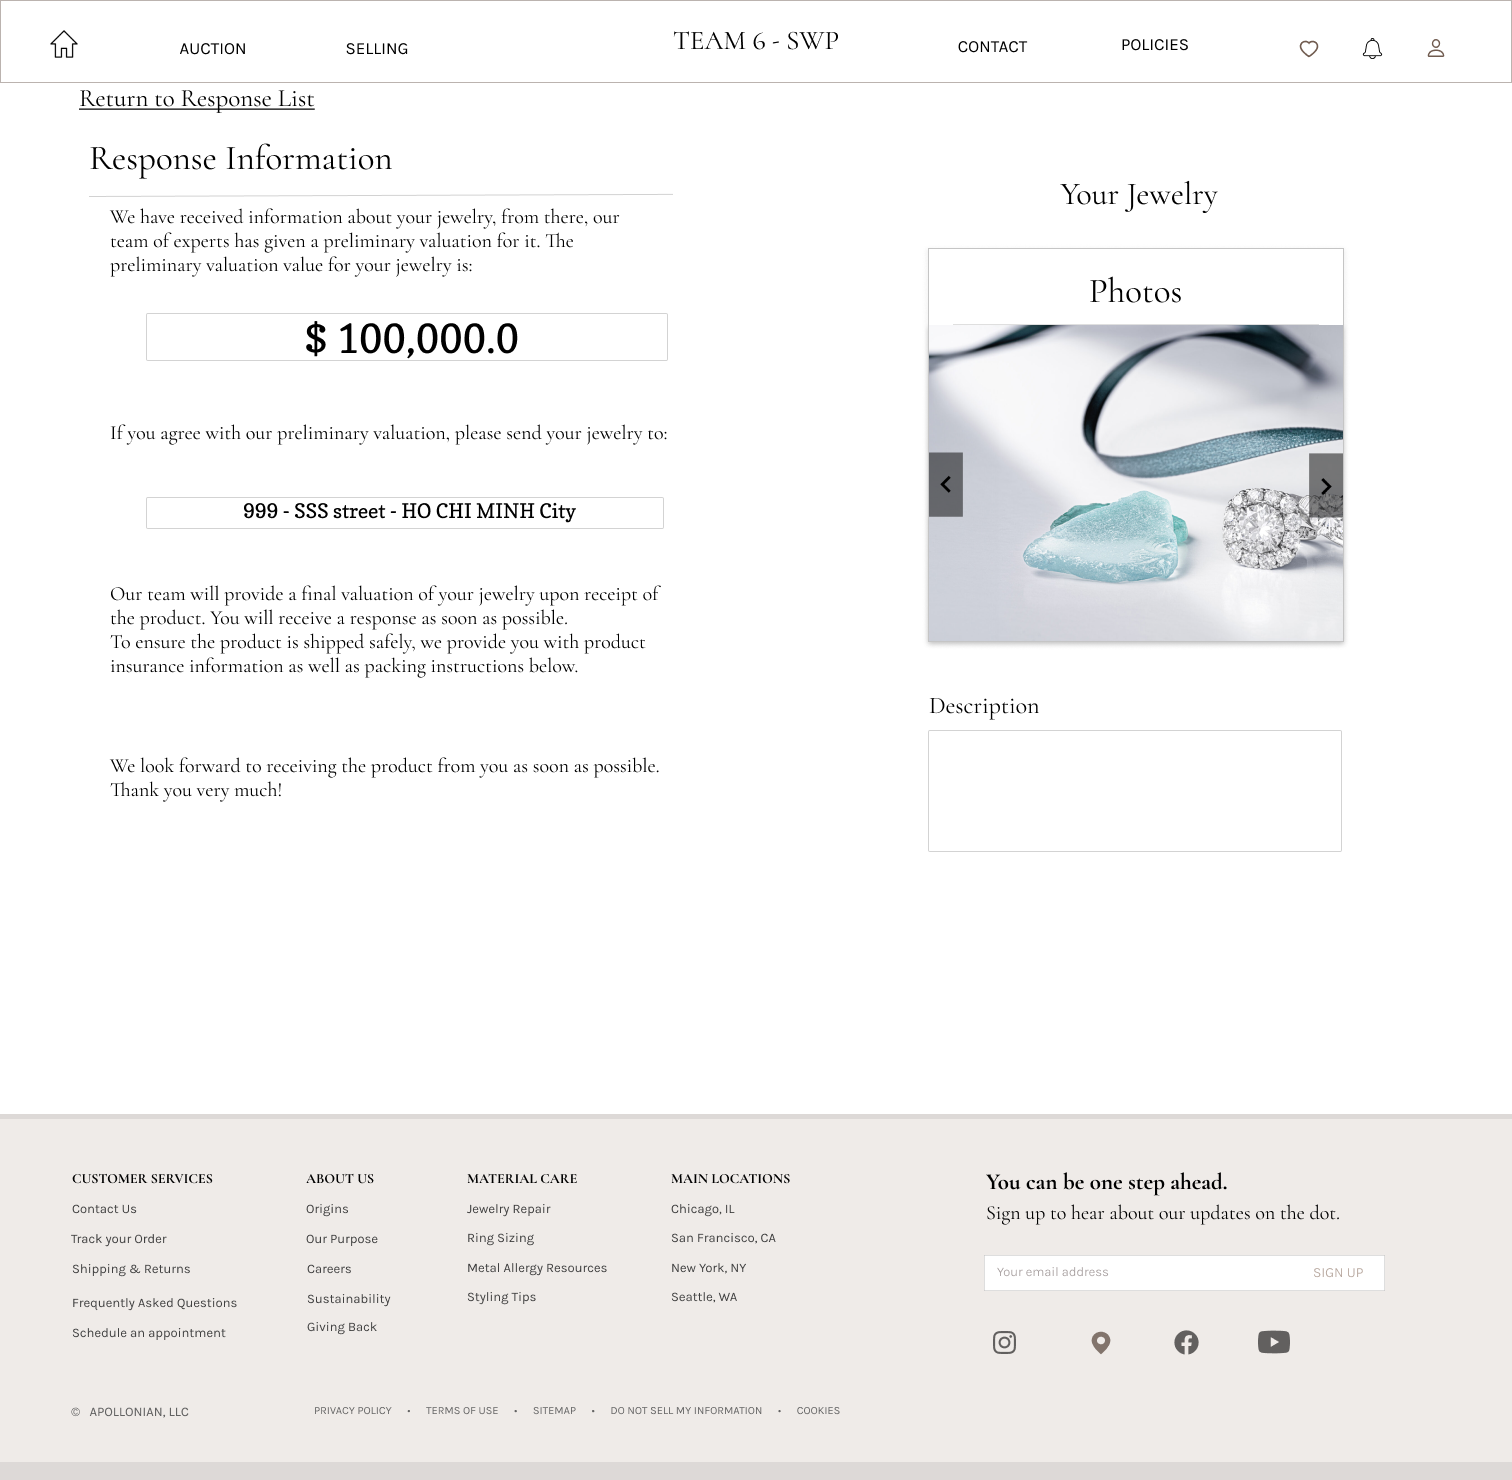 AUCTION
SELLING
TEAM 6 - SWP
CONTACT
POLICIES
Return to Response List
Response Information
We have received information about your jewelry, from there, our
team of experts has given a preliminary valuation for it. The
preliminary valuation value for your jewelry is:
$ 100,000.0
If you agree with our preliminary valuation, please send your jewelry to:
999 - SSS street - HO CHI MINH City
Our team will provide a final valuation of your jewelry upon receipt of
the product. You will receive a response as soon as possible.
To ensure the product is shipped safely, we provide you with product
insurance information as well as packing instructions below.
We look forward to receiving the product from you as soon as possible.
Thank you very much!
Your Jewelry
Photos
Description
CUSTOMER SERVICES
Contact Us
Track your Order
Shipping & Returns
Frequently Asked Questions
Schedule an appointment
ABOUT US
Origins
Our Purpose
Careers
Sustainability
Giving Back
MATERIAL CARE
Jewelry Repair
Ring Sizing
Metal Allergy Resources
Styling Tips
MAIN LOCATIONS
Chicago, IL
San Francisco, CA
New York, NY
Seattle, WA
You can be one step ahead.
Sign up to hear about our updates on the dot.
Your email address
SIGN UP
© APOLLONIAN, LLC
PRIVACY POLICY • TERMS OF USE • SITEMAP • DO NOT SELL MY INFORMATION • COOKIES